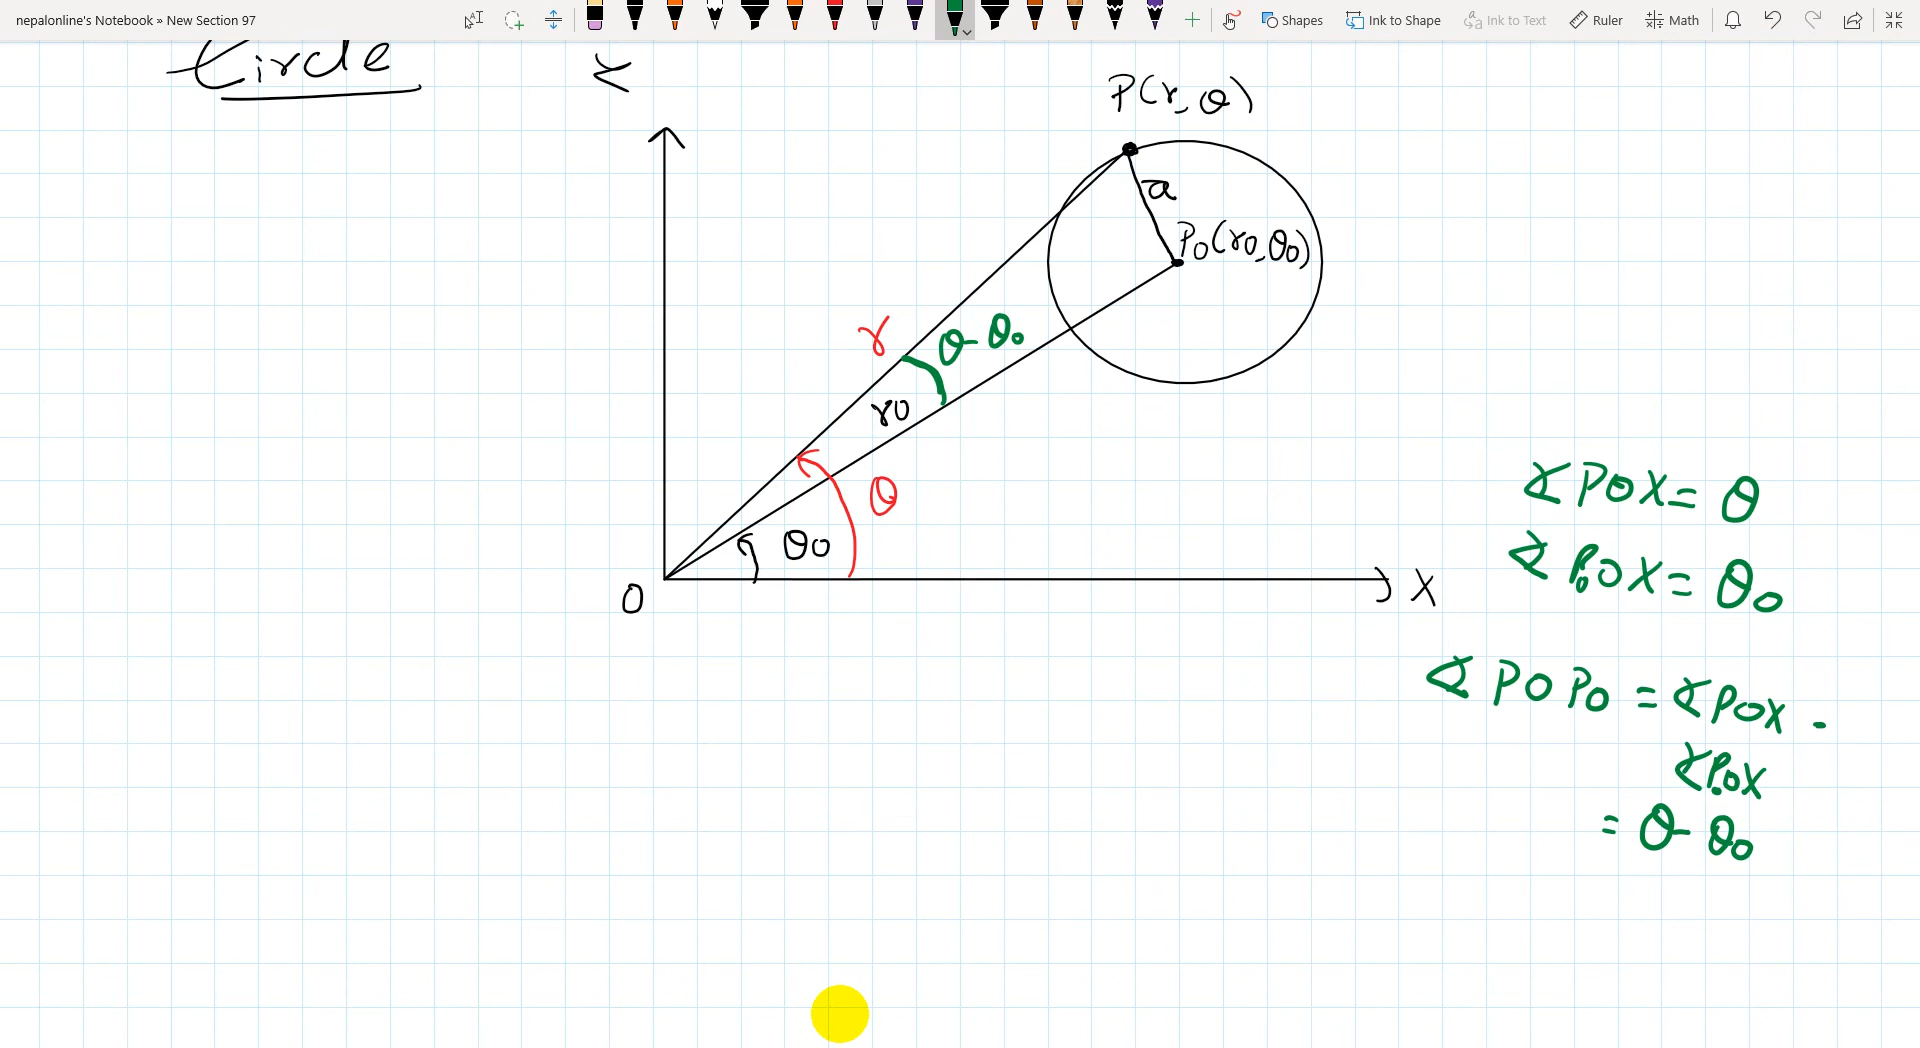 nepalonline's Notebook » New Section 97
Shapes
Ink to Shape
Ink to Text
Ruler
Math
Circle
Y
P(r, θ)
a
P0(r0, θ0)
r
θ-θ0
r0
θ
θ0
O
X
∡POX = θ
∡P0OX = θ0
∡POP0 = ∡POX -
∡P0OX
= θ-θ0